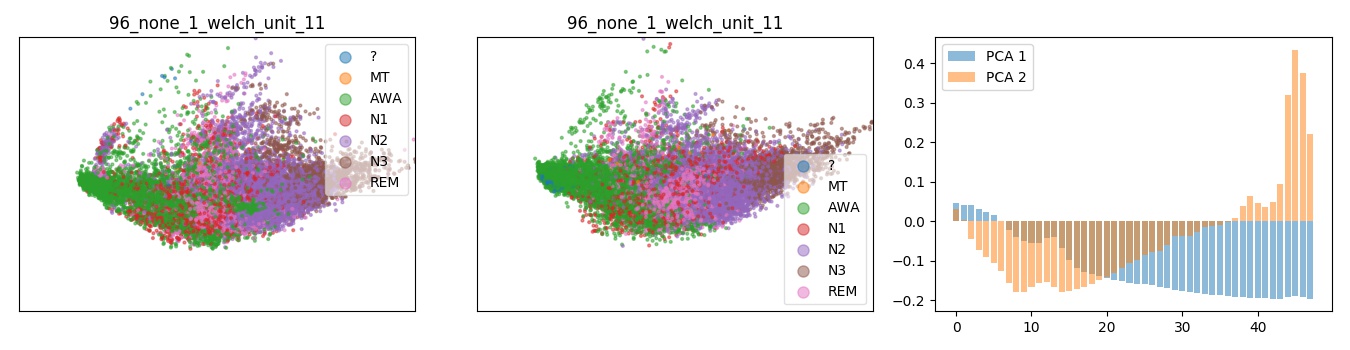 96_none_1_welch_unit_11
?
MT
AWA
N1
N2
N3
REM
96_none_1_welch_unit_11
?
MT
AWA
N1
N2
N3
REM
PCA 1
PCA 2
0.4
0.3
0.2
0.1
0.0
−0.1
−0.2
0 10 20 30 40